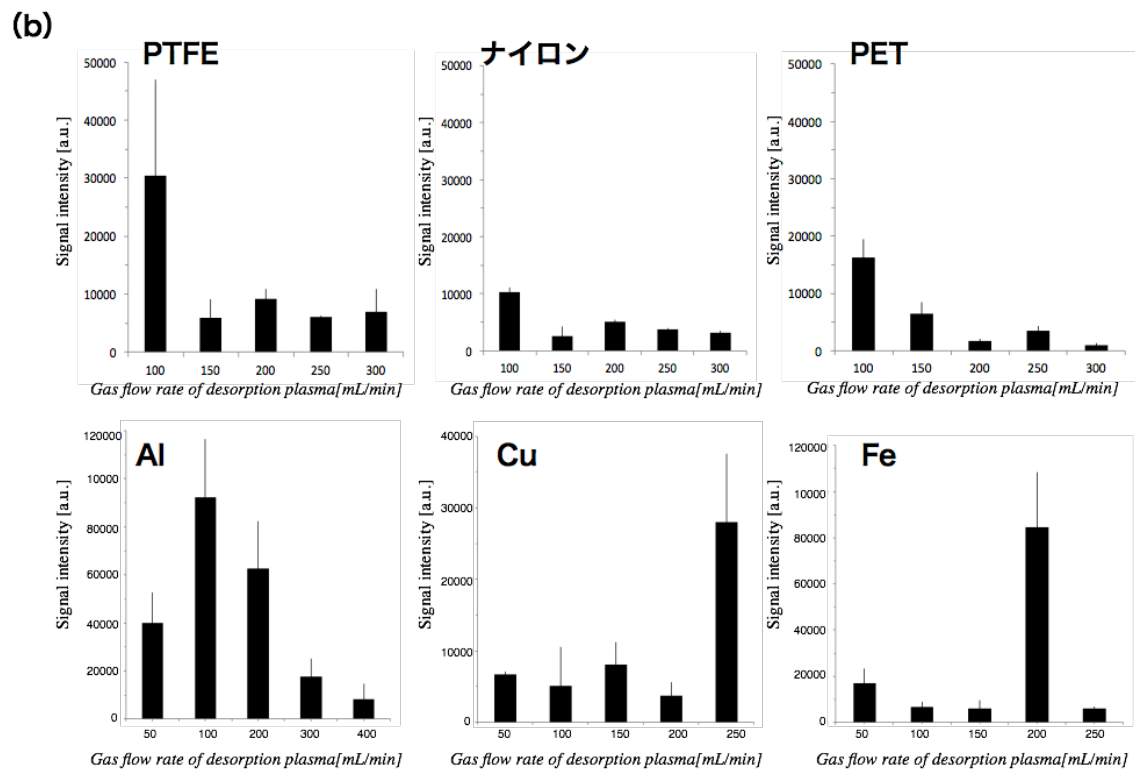 (b)
PTFE
Signal intensity [a.u.]
50000
40000
30000
20000
10000
0
100 150 200 250 300
Gas flow rate of desorption plasma[mL/min]
ナイロン
Signal intensity [a.u.]
50000
40000
30000
20000
10000
0
100 150 200 250 300
Gas flow rate of desorption plasma[mL/min]
PET
Signal intensity [a.u.]
50000
40000
30000
20000
10000
0
100 150 200 250 300
Gas flow rate of desorption plasma[mL/min]
Al
Signal intensity [a.u.]
120000
100000
80000
60000
40000
20000
0
50 100 200 300 400
Gas flow rate of desorption plasma[mL/min]
Cu
Signal intensity [a.u.]
40000
30000
20000
10000
0
50 100 150 200 250
Gas flow rate of desorption plasma[mL/min]
Fe
Signal intensity [a.u.]
120000
100000
80000
60000
40000
20000
0
50 100 150 200 250
Gas flow rate of desorption plasma[mL/min]